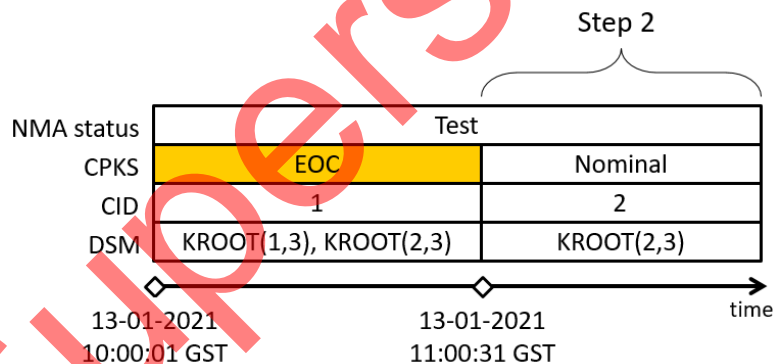 Step 2
NMA status Test
CPKS EOC Nominal
CID 1 2
DSM KROOT(1,3), KROOT(2,3) KROOT(2,3)
time
13-01-2021 13-01-2021
10:00:01 GST 11:00:31 GST
upers